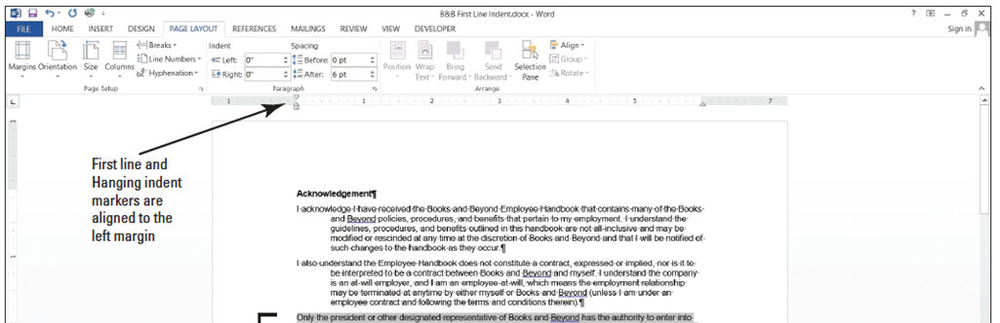 B&B First Line Indent.docx - Word
FILE HOME INSERT DESIGN PAGE LAYOUT REFERENCES MAILINGS REVIEW VIEW DEVELOPER Sign in
Margins Orientation Size Columns
Breaks
Line Numbers
Hyphenation
Page Setup
Indent Spacing
Left: 0" Before: 0 pt
Right: 0" After: 6 pt
Paragraph
Position Wrap Text Bring Forward Send Backward Selection Pane
Align
Group
Rotate
Arrange
L 1 1 2 3 4 5 7
First line and
Hanging indent
markers are
aligned to the
left margin
1
1
Acknowledgement¶
I acknowledge I have received the Books and Beyond Employee Handbook that contains many of the Books
and Beyond policies, procedures, and benefits that pertain to my employment. I understand the
guidelines, procedures, and benefits outlined in this handbook are not all-inclusive and may be
modified or rescinded at any time at the discretion of Books and Beyond and that I will be notified of
such changes to the handbook as they occur.¶
I also understand the Employee Handbook does not constitute a contract, expressed or implied, nor is it to
be interpreted to be a contract between Books and Beyond and myself. I understand the company
is an at-will employer, and I am an employee-at-will, which means the employment relationship
may be terminated at anytime by either myself or Books and Beyond (unless I am under an
employee contract and following the terms and conditions therein).¶
Only the president or other designated representative of Books and Beyond has the authority to enter into